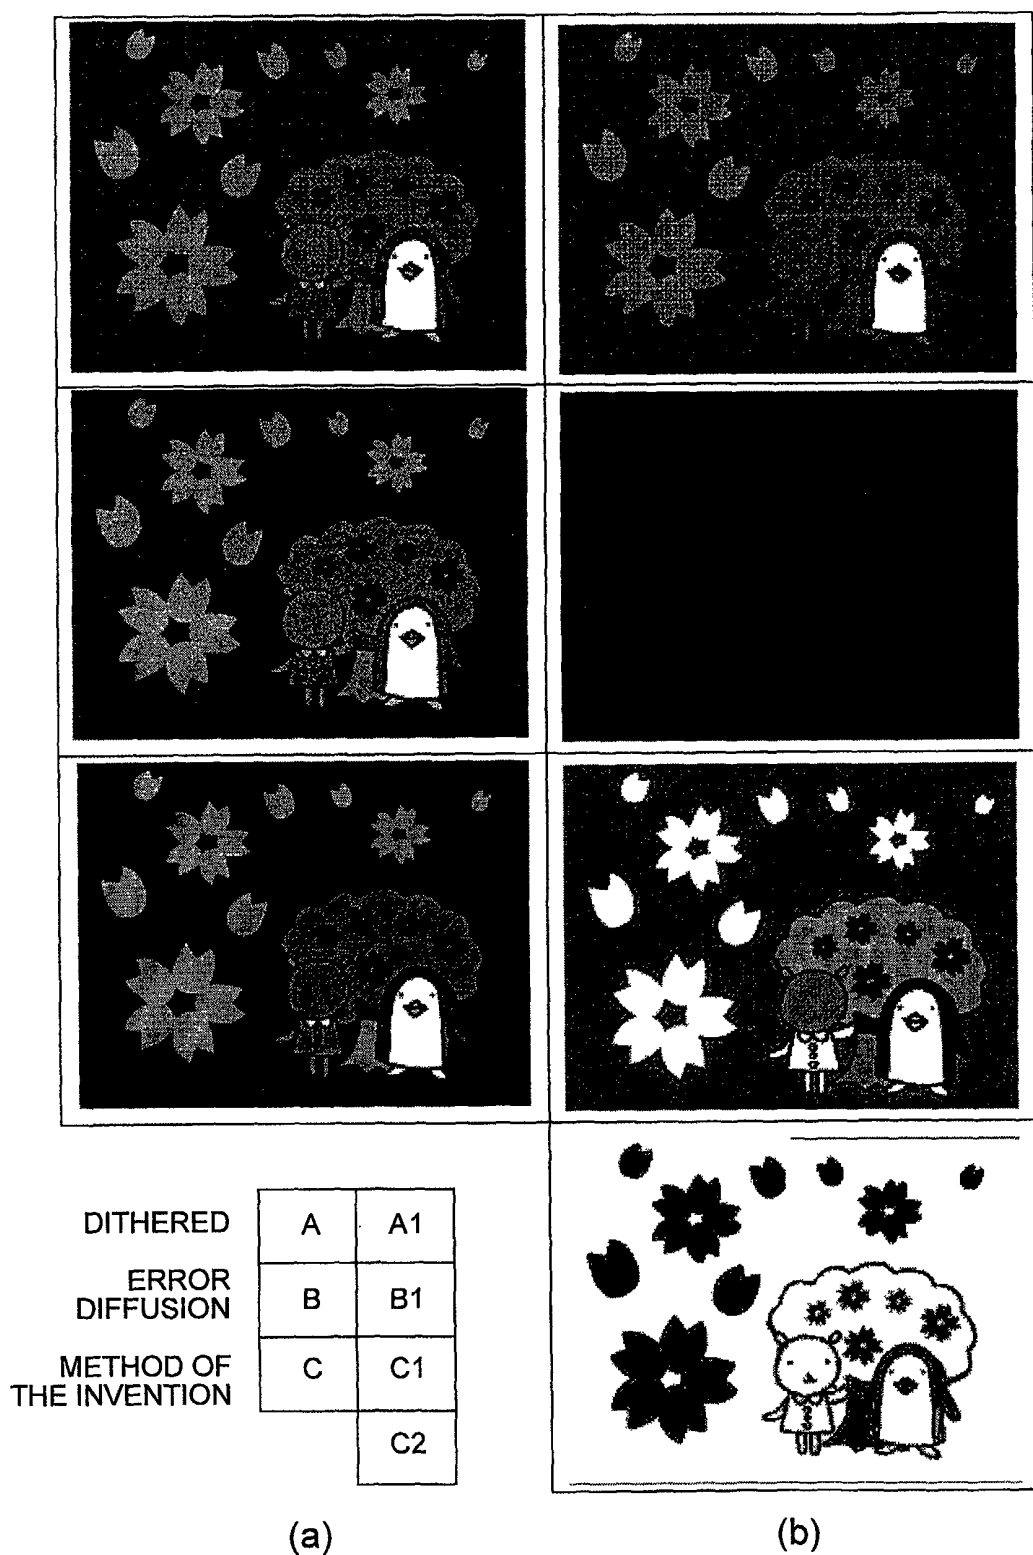 DITHERED A A1
ERROR
DIFFUSION B B1
METHOD OF
THE INVENTION C C1
C2
(a) (b)